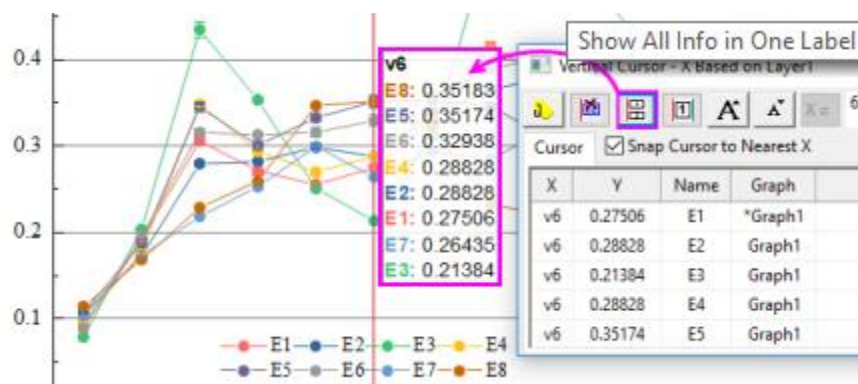 Show All Info in One Label
Vertical Cursor - X Based on Layer1
X =
6
Cursor
Snap Cursor to Nearest X
X Y Name Graph
v6 0.27506 E1 *Graph1
v6 0.28828 E2 Graph1
v6 0.21384 E3 Graph1
v6 0.28828 E4 Graph1
v6 0.35174 E5 Graph1
v6
E8: 0.35183
E5: 0.35174
E6: 0.32938
E4: 0.28828
E2: 0.28828
E1: 0.27506
E7: 0.26435
E3: 0.21384
0.4
0.3
0.2
0.1
E1 E2 E3 E4
E5 E6 E7 E8